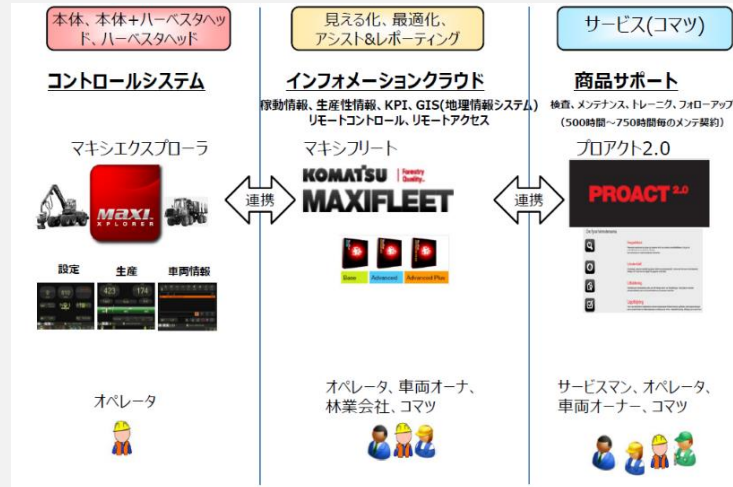 本体、本体+ハーベスタヘッ
ド、ハーベスタヘッド
コントロールシステム
マキシエクスプローラ
MAXI
XPLORER
設定
生産
車両情報
423
174
オペレータ
連携
見える化、最適化、
アシスト&レポーティング
インフォメーションクラウド
稼動情報、生産性情報、KPI、GIS(地理情報システム)
リモートコントロール、リモートアクセス
マキシフリート
KOMATSU
Forestry
Quality
MAXIFLEET
Base
Advanced
Advanced Plus
オペレータ、車両オーナ、
林業会社、コマツ
連携
サービス(コマツ)
商品サポート
検査、メンテナンス、トレーニグ、フォローアップ
(500時間~750時間毎のメンテ契約)
プロアクト2.0
PROACT 2.0
サービスマン、オペレータ、
車両オーナー、コマツ